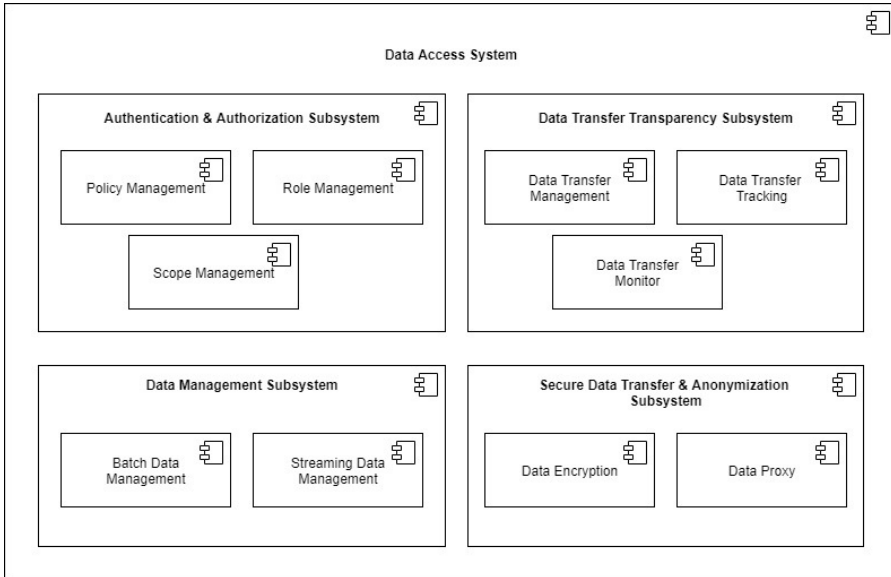 Data Access System
Authentication & Authorization Subsystem
Policy Management
Role Management
Scope Management
Data Transfer Transparency Subsystem
Data Transfer
Management
Data Transfer
Tracking
Data Transfer
Monitor
Data Management Subsystem
Batch Data
Management
Streaming Data
Management
Secure Data Transfer & Anonymization
Subsystem
Data Encryption
Data Proxy